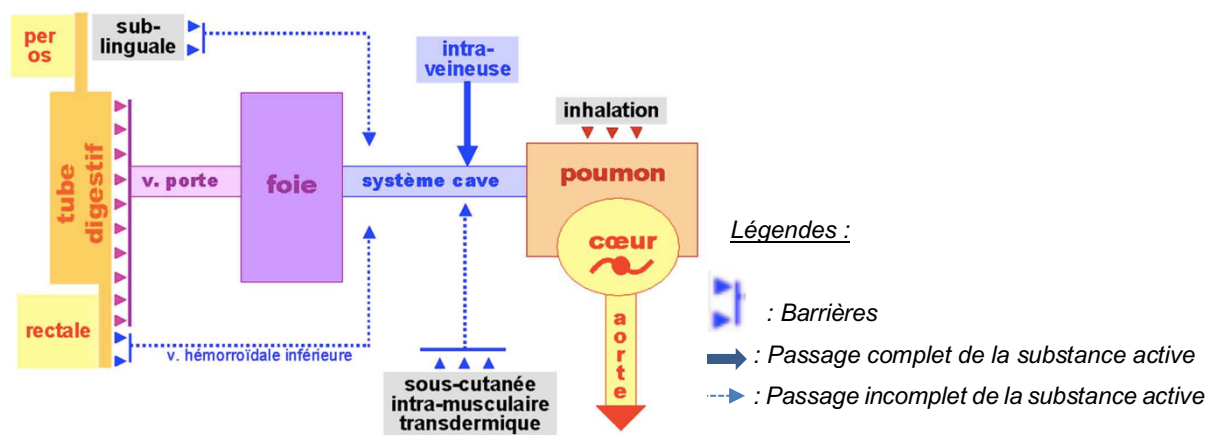 per
os
sub-
linguale
intra-
veineuse
inhalation
tube
digestif
v. porte
foie
système cave
poumon
cœur
aorte
rectale
v. hémorroïdale inférieure
sous-cutanée
intra-musculaire
transdermique
Légendes :
: Barrières
: Passage complet de la substance active
: Passage incomplet de la substance active